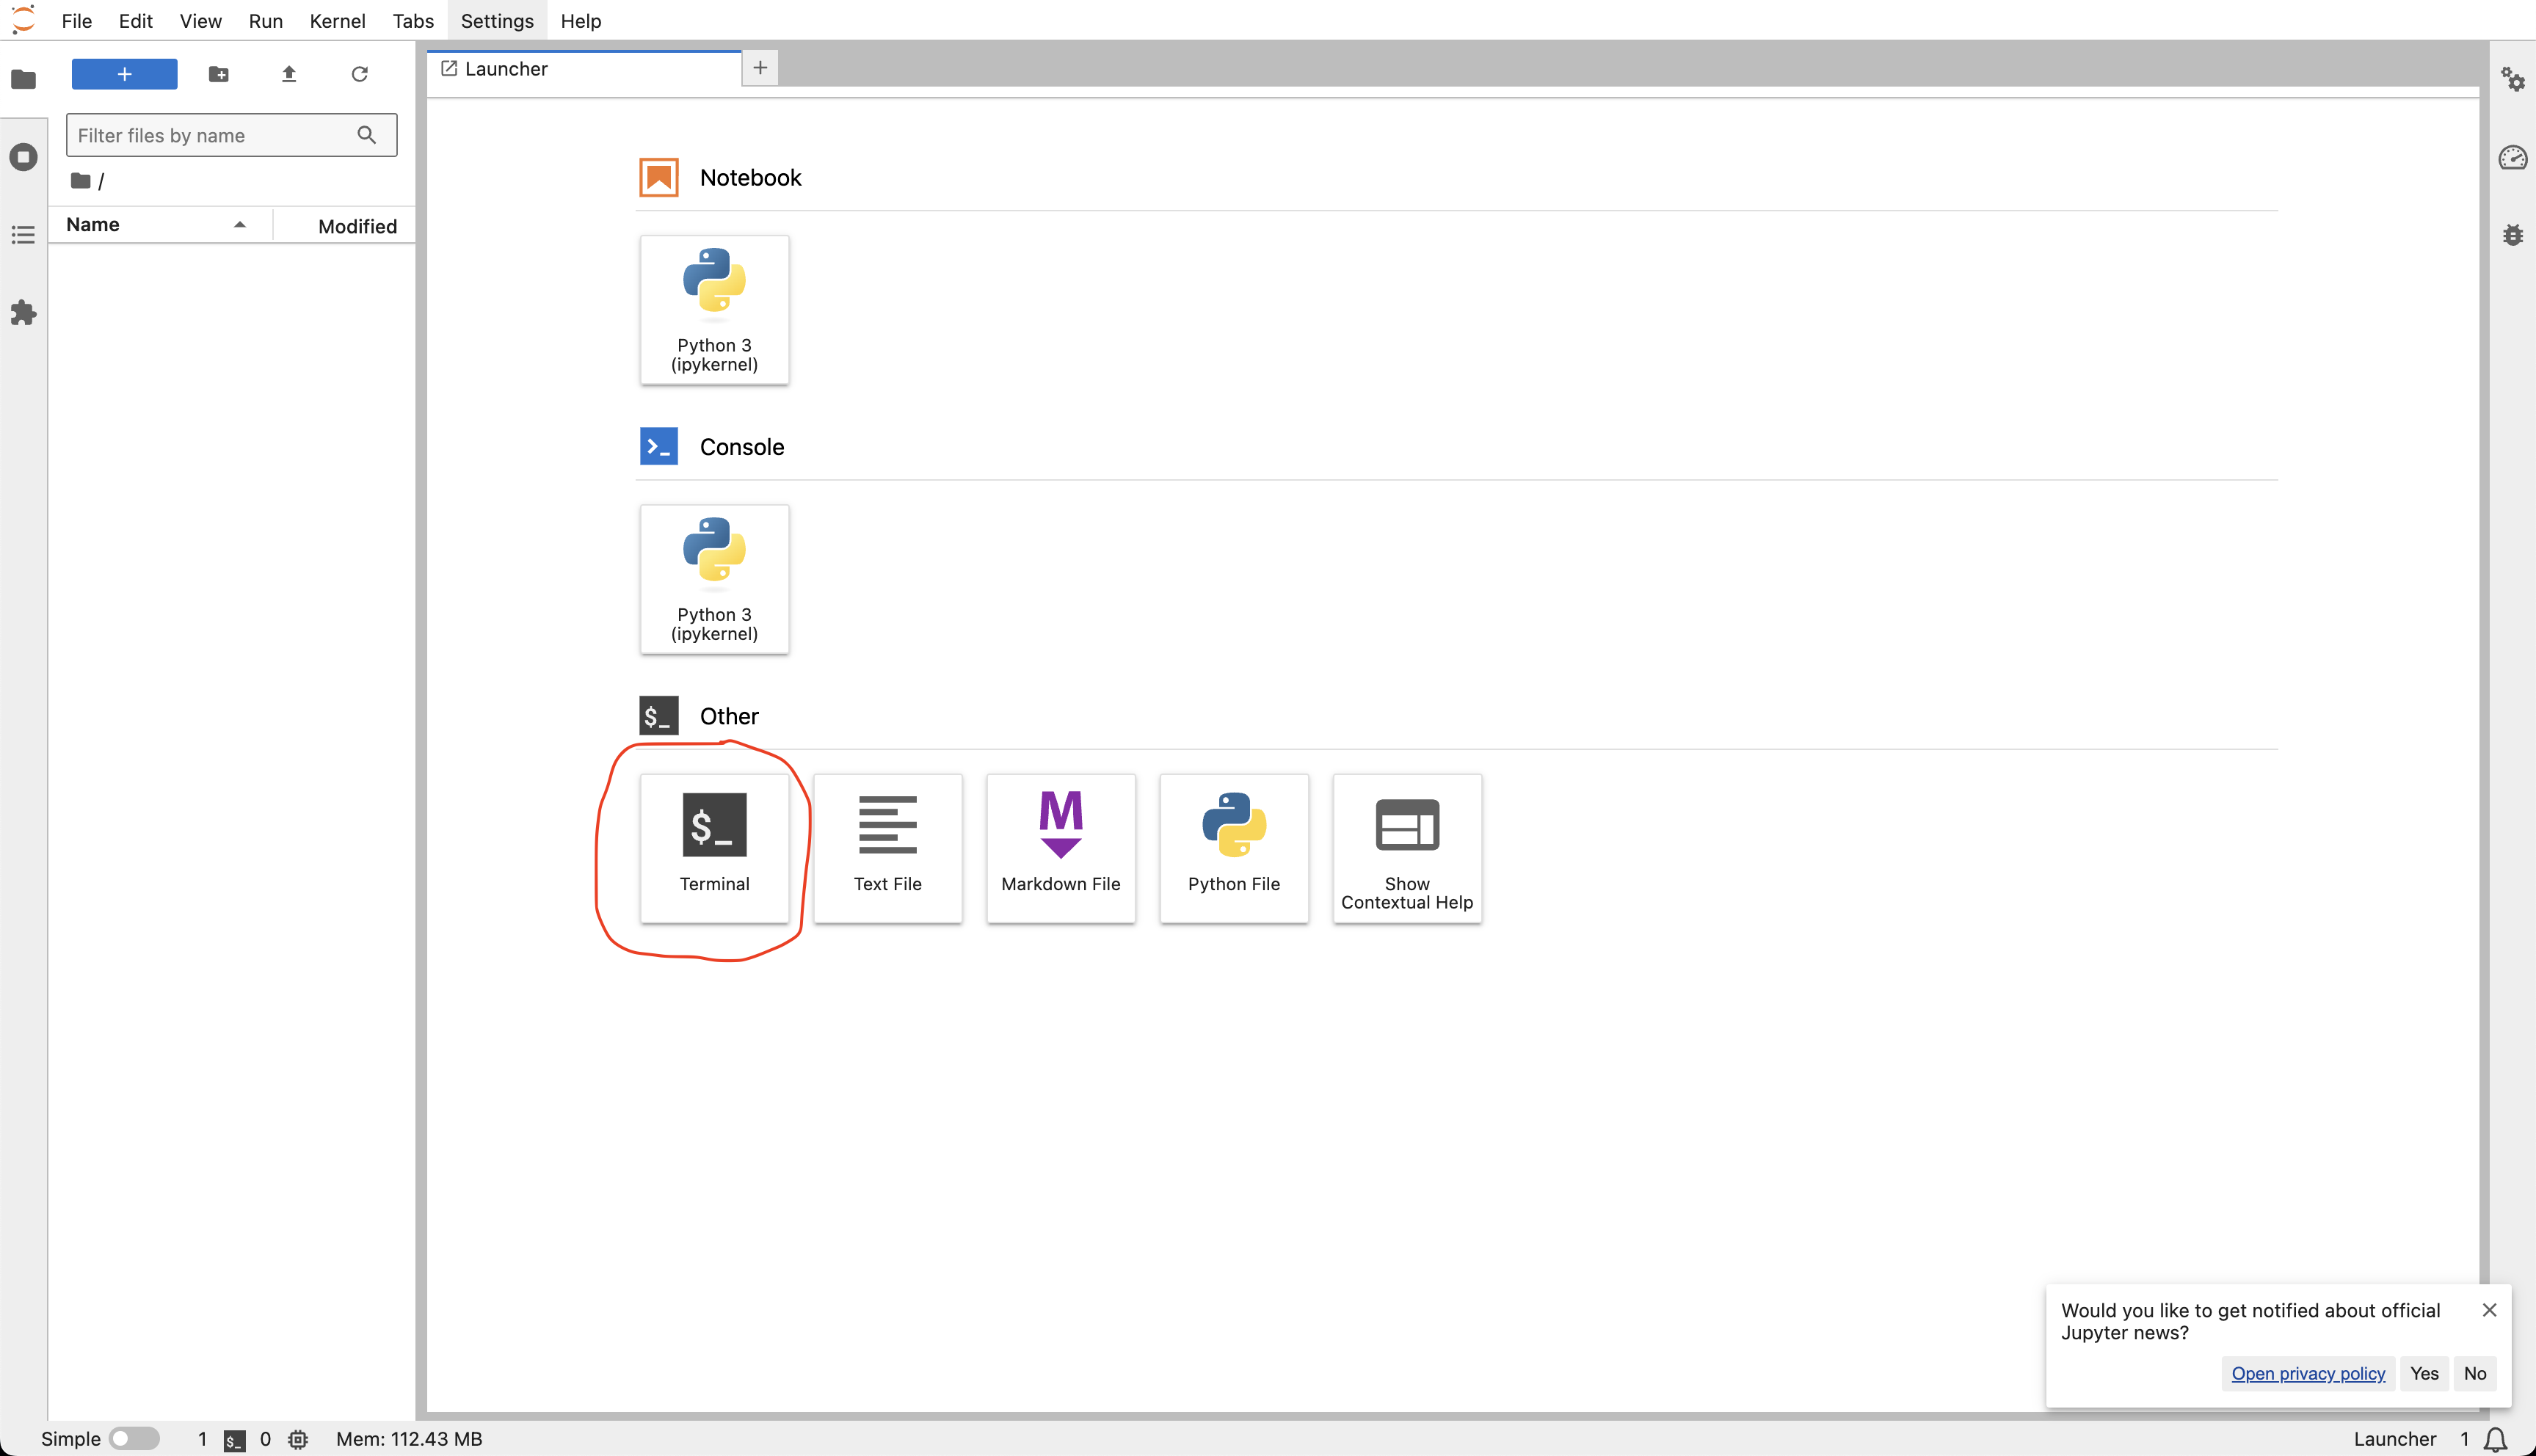 File Edit View Run Kernel Tabs Settings Help
Launcher
Filter files by name
/
Name Modified
Notebook
Python 3
(ipykernel)
Console
Python 3
(ipykernel)
$_ Other
$_
Terminal
Text File
M
Markdown File
Python File
Show
Contextual Help
Would you like to get notified about official
Jupyter news?
Open privacy policy Yes No
Simple 1 $_ 0 Mem: 112.43 MB Launcher 1